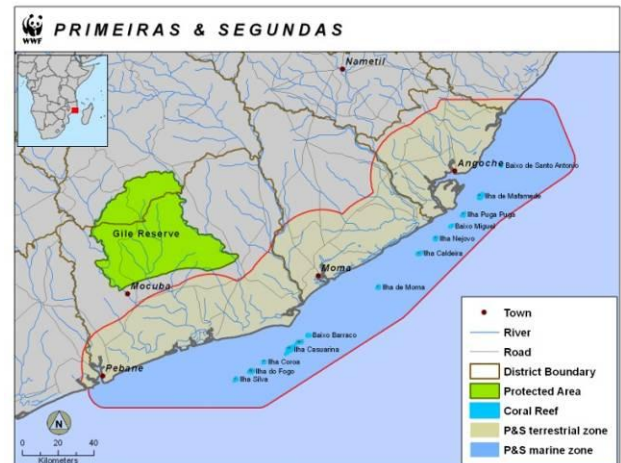 WWF
PRIMEIRAS & SEGUNDAS
Nametil
Angoche
Baixo de Santo Antonio
Ilha de Mafamede
Ilha Puga Puga
Baixo Miguel
Ilha Nejovo
Ilha Caldeira
Gile Reserve
Moma
Ilha de Moma
Mocuba
Baixo Barraco
Ilha Casuarina
Ilha Coroa
Ilha do Fogo
Ilha Silva
Pebane
Town
River
Road
District Boundary
Protected Area
Coral Reef
P&S terrestrial zone
P&S marine zone
N
0 20 40
Kilometers